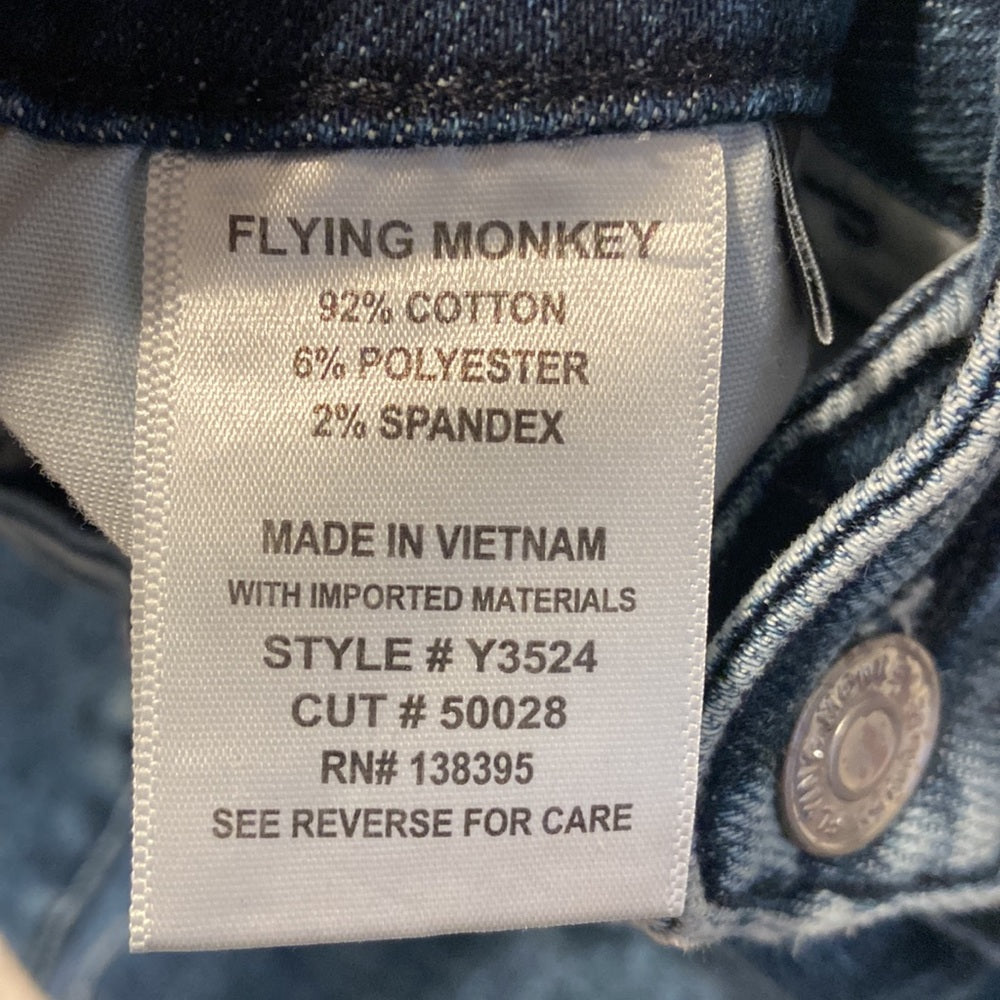 FLYING MONKEY
92% COTTON
6% POLYESTER
2% SPANDEX
MADE IN VIETNAM
WITH IMPORTED MATERIALS
STYLE # Y3524
CUT # 50028
RN# 138395
SEE REVERSE FOR CARE